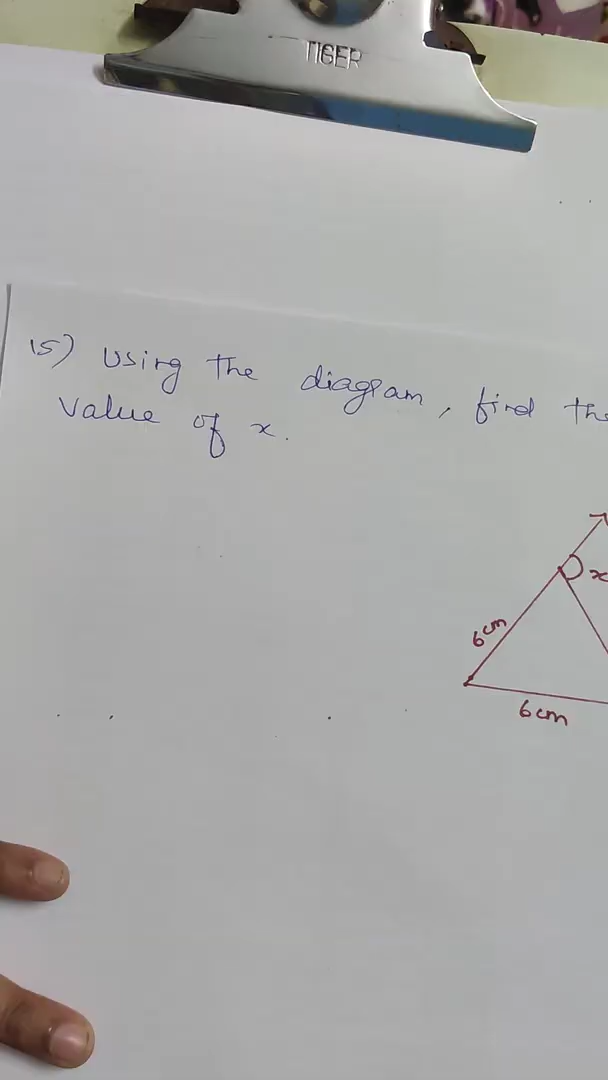 TIGER
15) Using the diagram, find the
value of x.
x
6cm
6cm